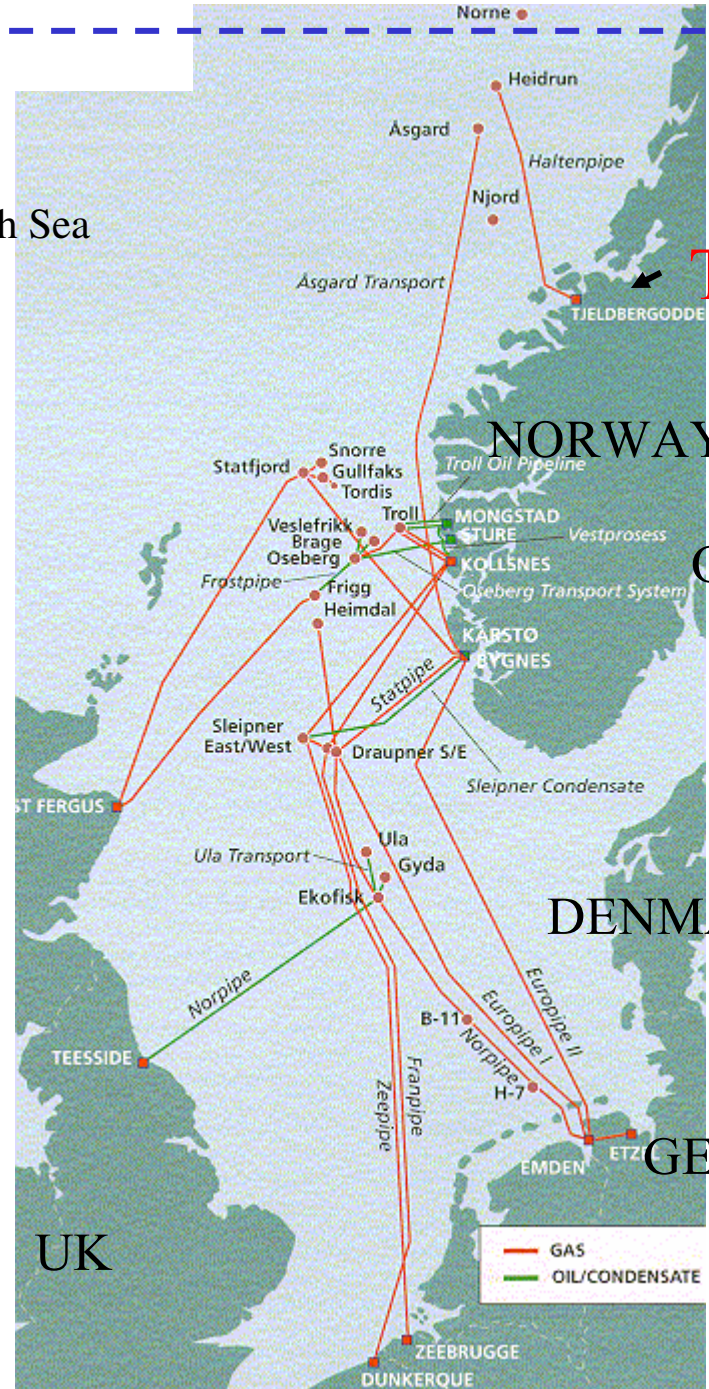 Norne
Heidrun
Åsgard
Haltenpipe
Njord
h Sea
Åsgard Transport
T
TJELDBERGODDE
NORWAY
Snorre
Statfjord
Gullfaks
Tordis
Troll Oil Pipeline
Troll
MONGSTAD
Veslefrikk
STURE
Vestprosess
Brage
Oseberg
KOLLSNES
Frostpipe
Frigg
Oseberg Transport System
Heimdal
KÅRSTØ
BYGNES
Statpipe
Sleipner
East/West
Draupner S/E
Sleipner Condensate
ST FERGUS
Ula
Ula Transport
Gyda
Ekofisk
DENMA
Norpipe
Europipe II
Europipe I
B-11
Norpipe
TEESSIDE
H-7
Franpipe
Zeepipe
EMDEN
ETZEL
GE
UK
GAS
OIL/CONDENSATE
ZEEBRUGGE
DUNKERQUE